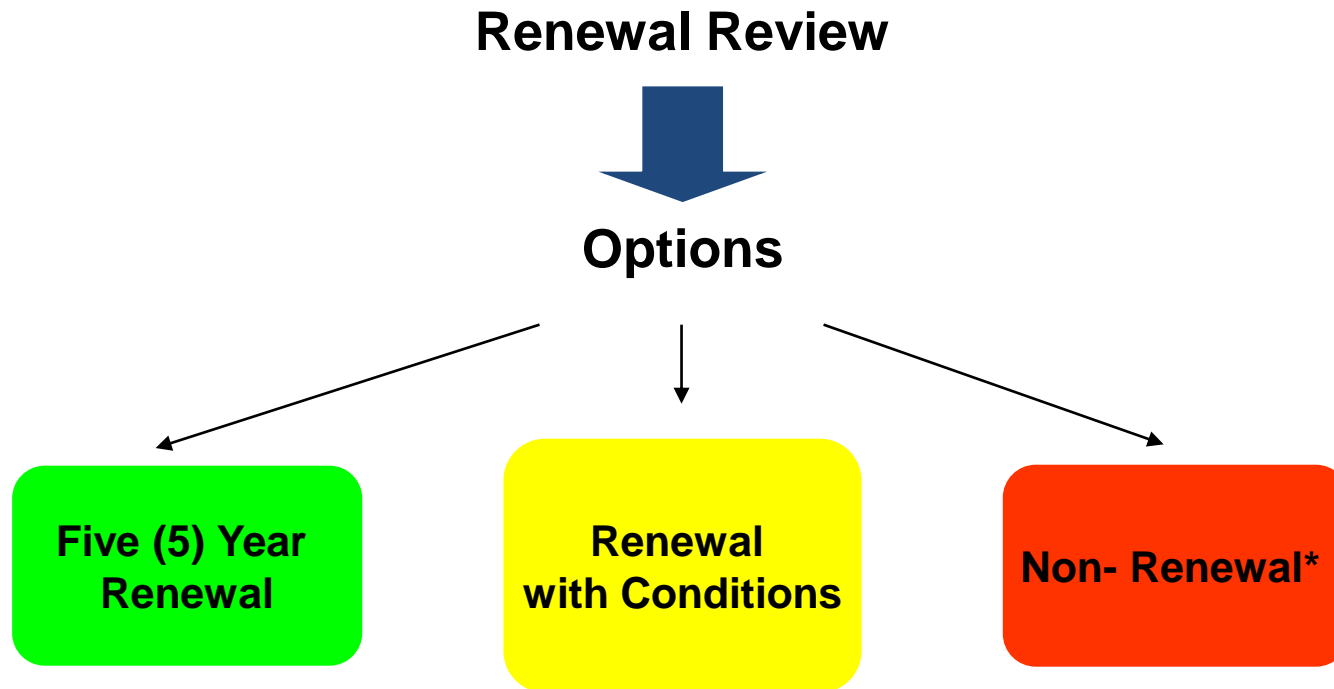 Renewal Review
Options
Five (5) Year
Renewal
Renewal
with Conditions
Non- Renewal*